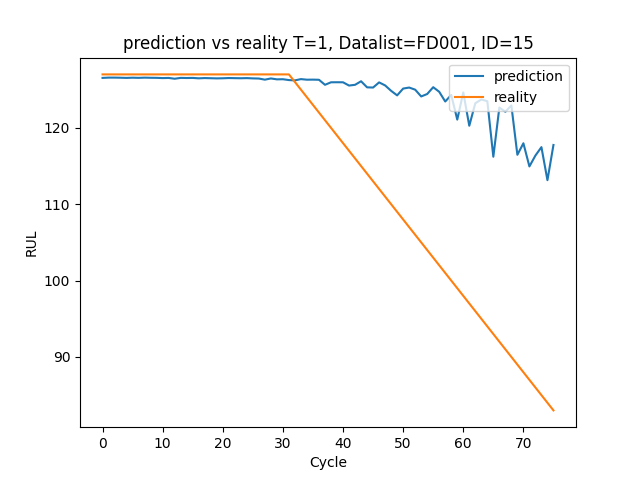 prediction vs reality T=1, Datalist=FD001, ID=15
prediction
reality
120
110
100
90
RUL
0 10 20 30 40 50 60 70
Cycle